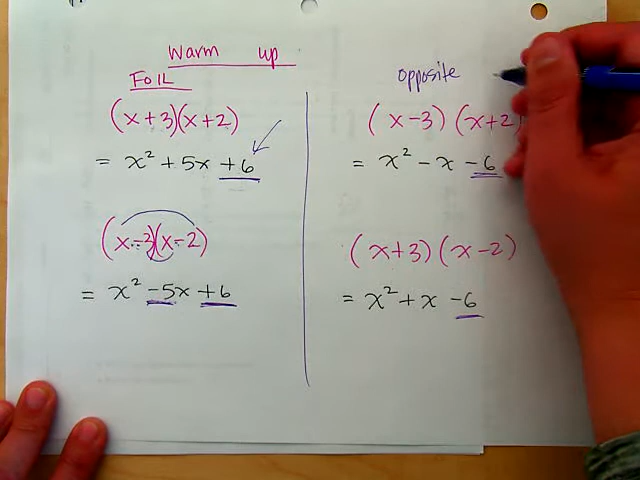 Warm up
FOIL
(x+3)(x+2)
= x² + 5x + 6
(x-3)(x-2)
= x² - 5x + 6
opposite
(x-3)(x+2)
= x² - x - 6
(x+3)(x-2)
= x² + x - 6